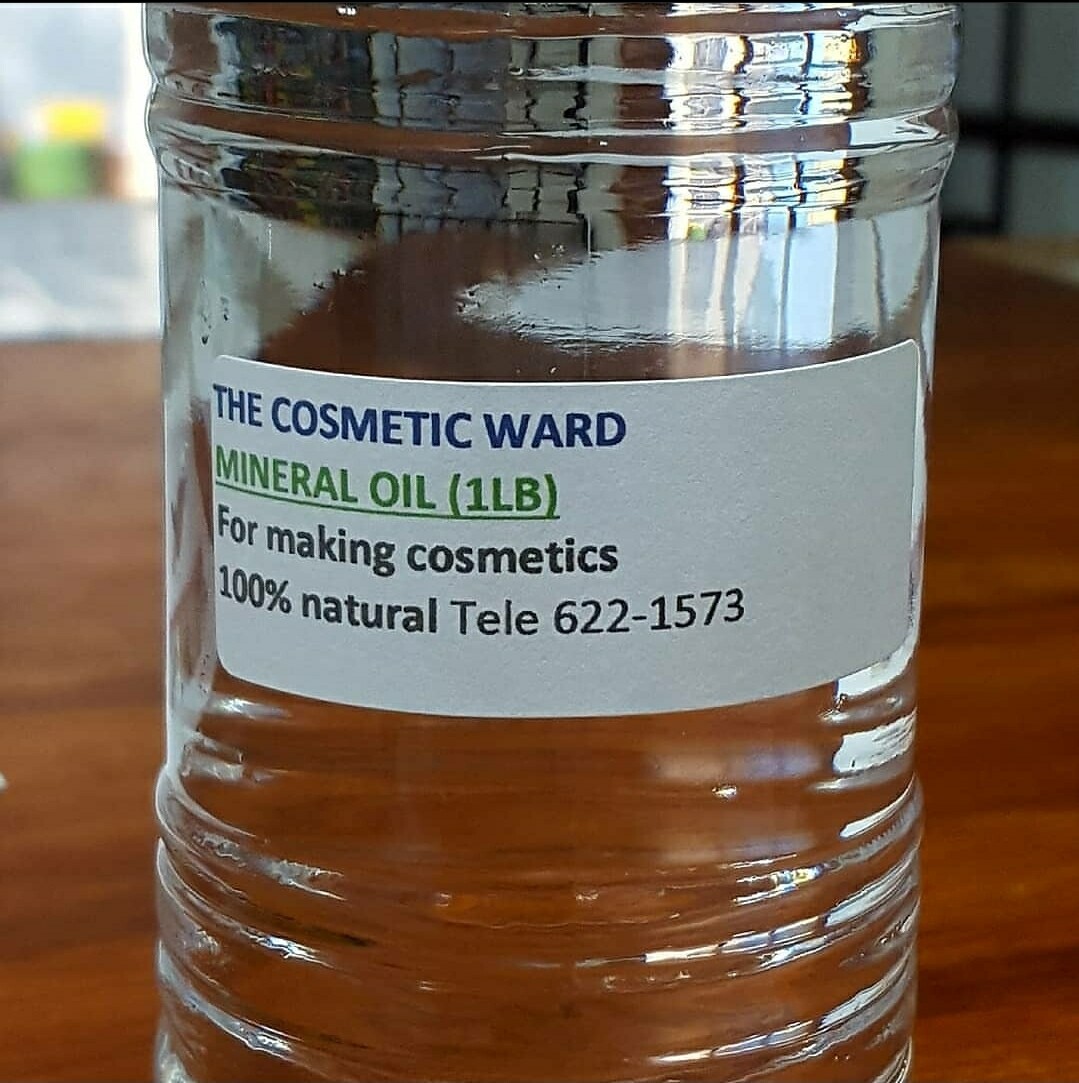 THE COSMETIC WARD
MINERAL OIL (1LB)
For making cosmetics
100% natural Tele 622-1573